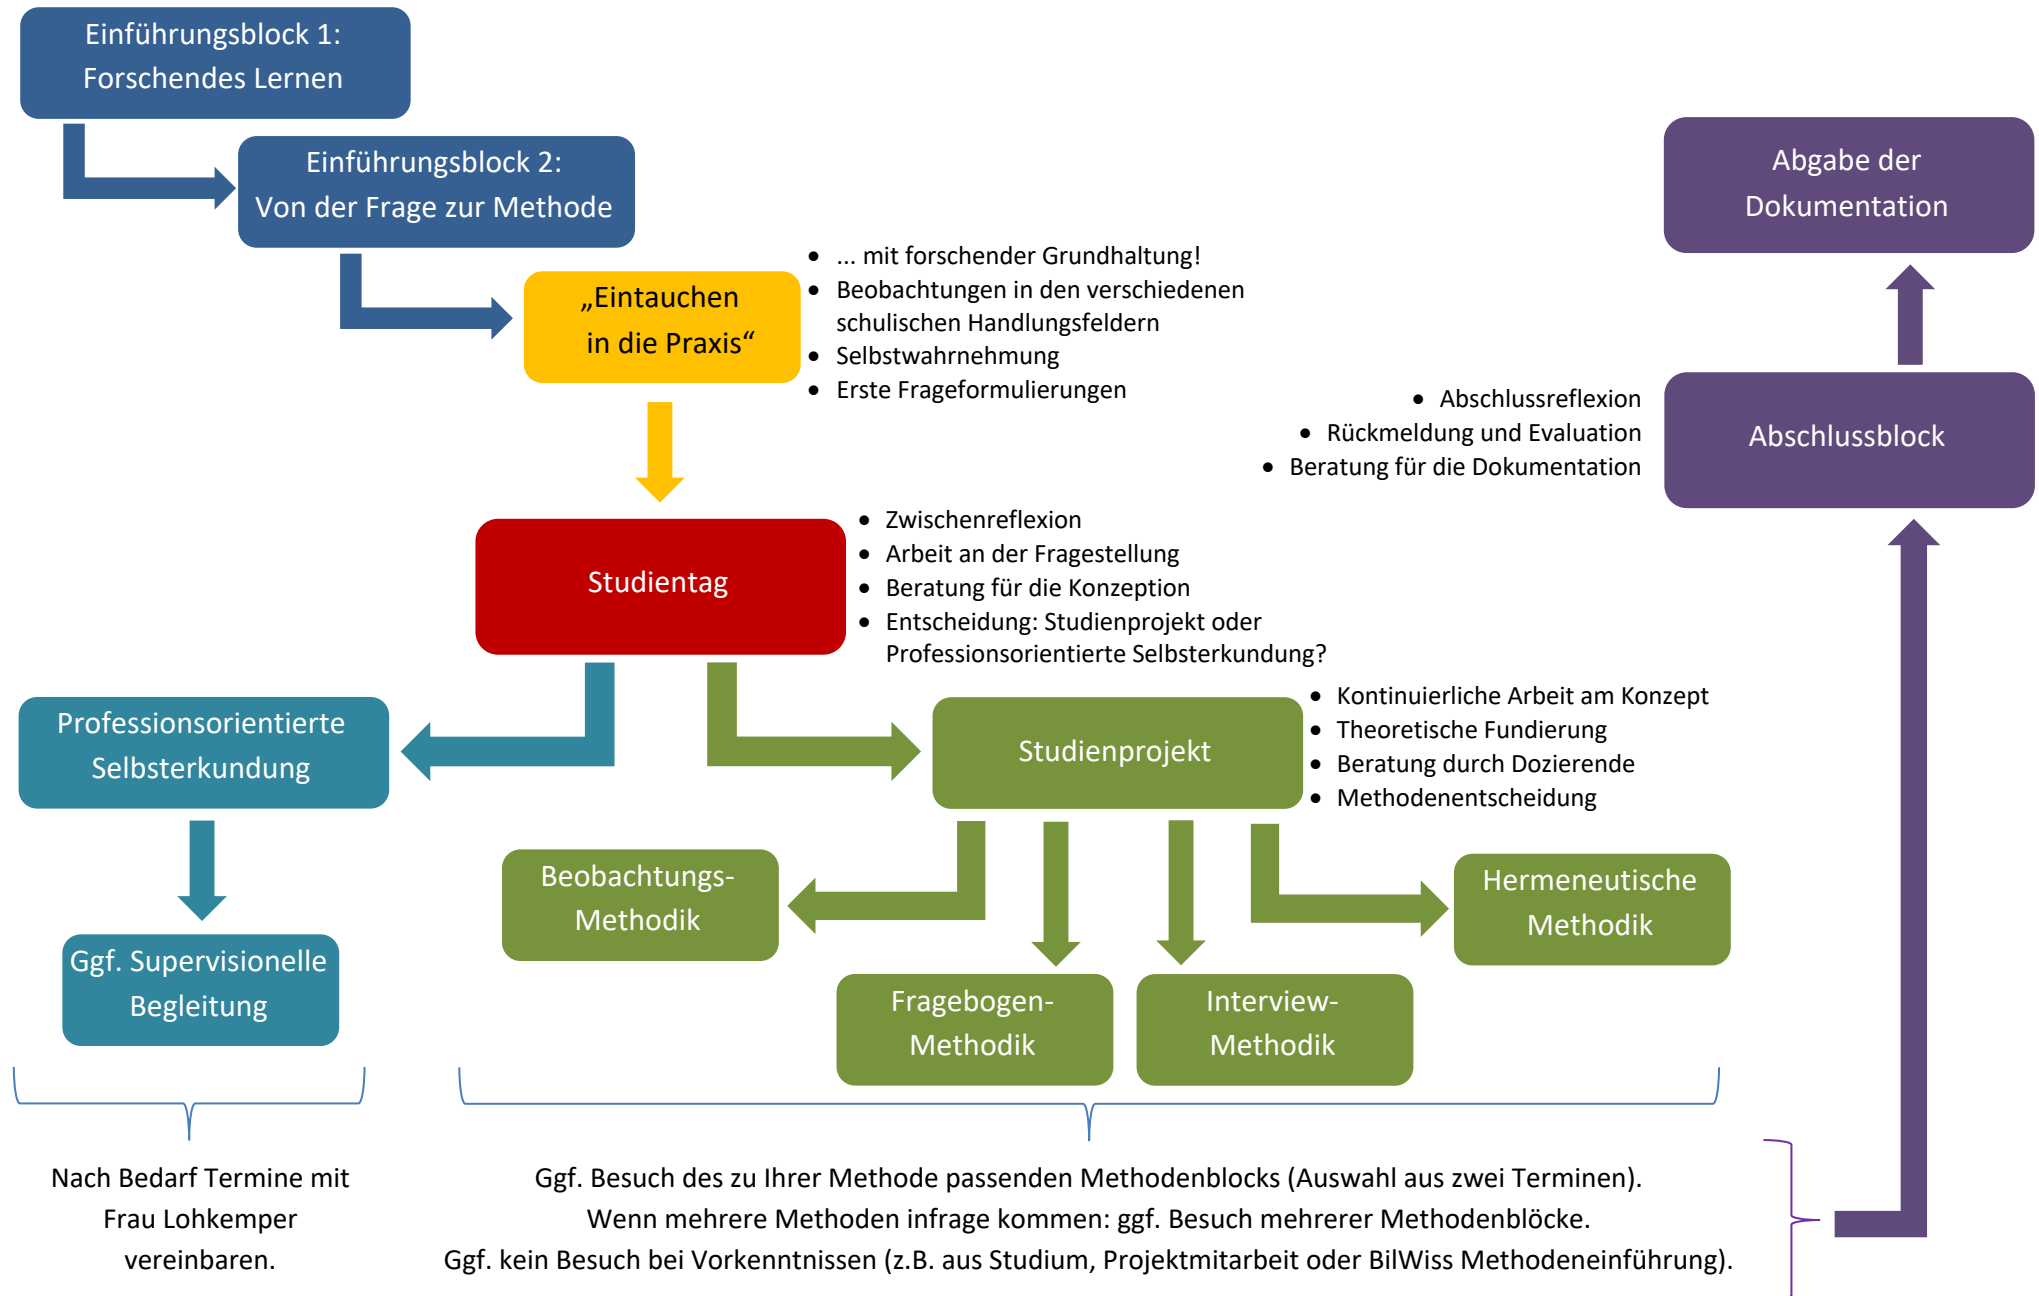 Einführungsblock 1:
Forschendes Lernen
Einführungsblock 2:
Von der Frage zur Methode
„Eintauchen
in die Praxis“
• ... mit forschender Grundhaltung!
• Beobachtungen in den verschiedenen
schulischen Handlungsfeldern
• Selbstwahrnehmung
• Erste Frageformulierungen
Studientag
• Zwischenreflexion
• Arbeit an der Fragestellung
• Beratung für die Konzeption
• Entscheidung: Studienprojekt oder
Professionsorientierte Selbsterkundung?
Professionsorientierte
Selbsterkundung
Ggf. Supervisionelle
Begleitung
Studienprojekt
• Kontinuierliche Arbeit am Konzept
• Theoretische Fundierung
• Beratung durch Dozierende
• Methodenentscheidung
Beobachtungs-
Methodik
Fragebogen-
Methodik
Interview-
Methodik
Hermeneutische
Methodik
Nach Bedarf Termine mit
Frau Lohkemper
vereinbaren.
Ggf. Besuch des zu Ihrer Methode passenden Methodenblocks (Auswahl aus zwei Terminen).
Wenn mehrere Methoden infrage kommen: ggf. Besuch mehrerer Methodenblöcke.
Ggf. kein Besuch bei Vorkenntnissen (z.B. aus Studium, Projektmitarbeit oder BilWiss Methodeneinführung).
• Abschlussreflexion
• Rückmeldung und Evaluation
• Beratung für die Dokumentation
Abschlussblock
Abgabe der
Dokumentation